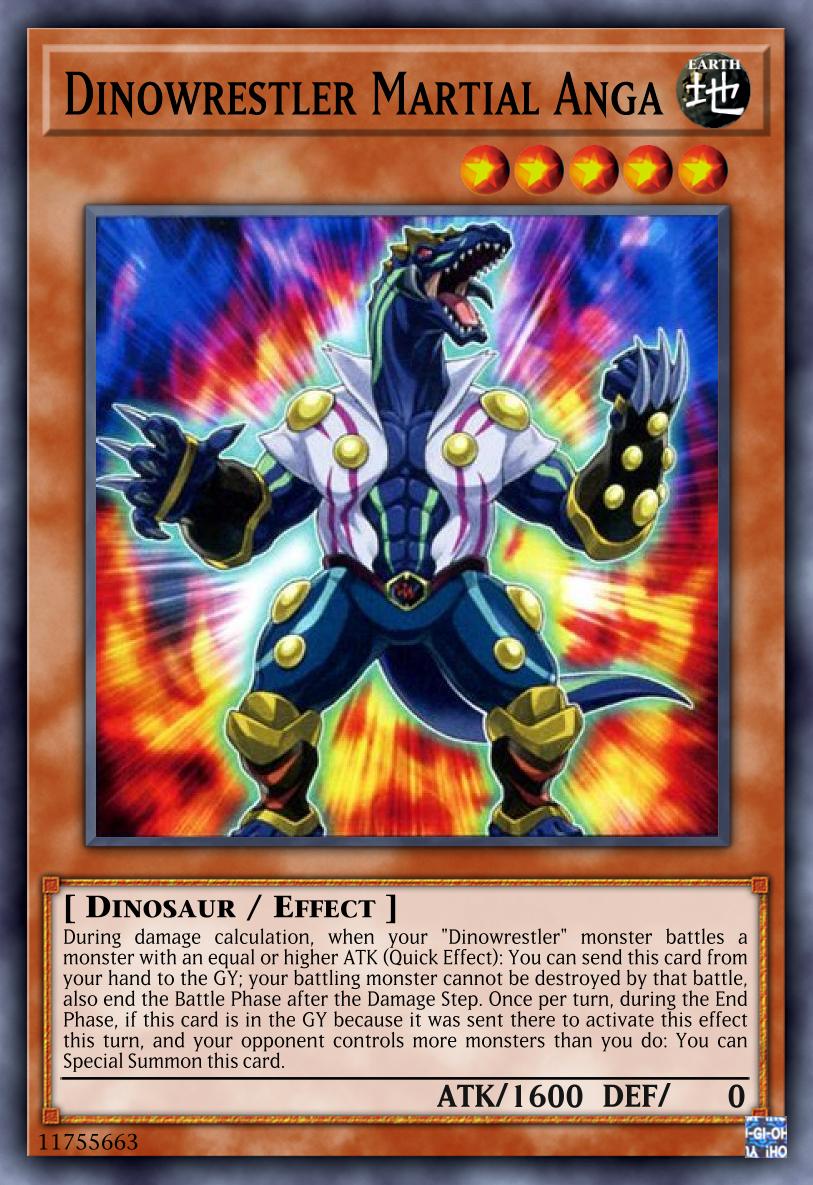 DINOWRESTLER MARTIAL ANGA
EARTH
地
[ DINOSAUR / EFFECT ]
During damage calculation, when your "Dinowrestler" monster battles a
monster with an equal or higher ATK (Quick Effect): You can send this card from
your hand to the GY; your battling monster cannot be destroyed by that battle,
also end the Battle Phase after the Damage Step. Once per turn, during the End
Phase, if this card is in the GY because it was sent there to activate this effect
this turn, and your opponent controls more monsters than you do: You can
Special Summon this card.
ATK/1600 DEF/ 0
11755663